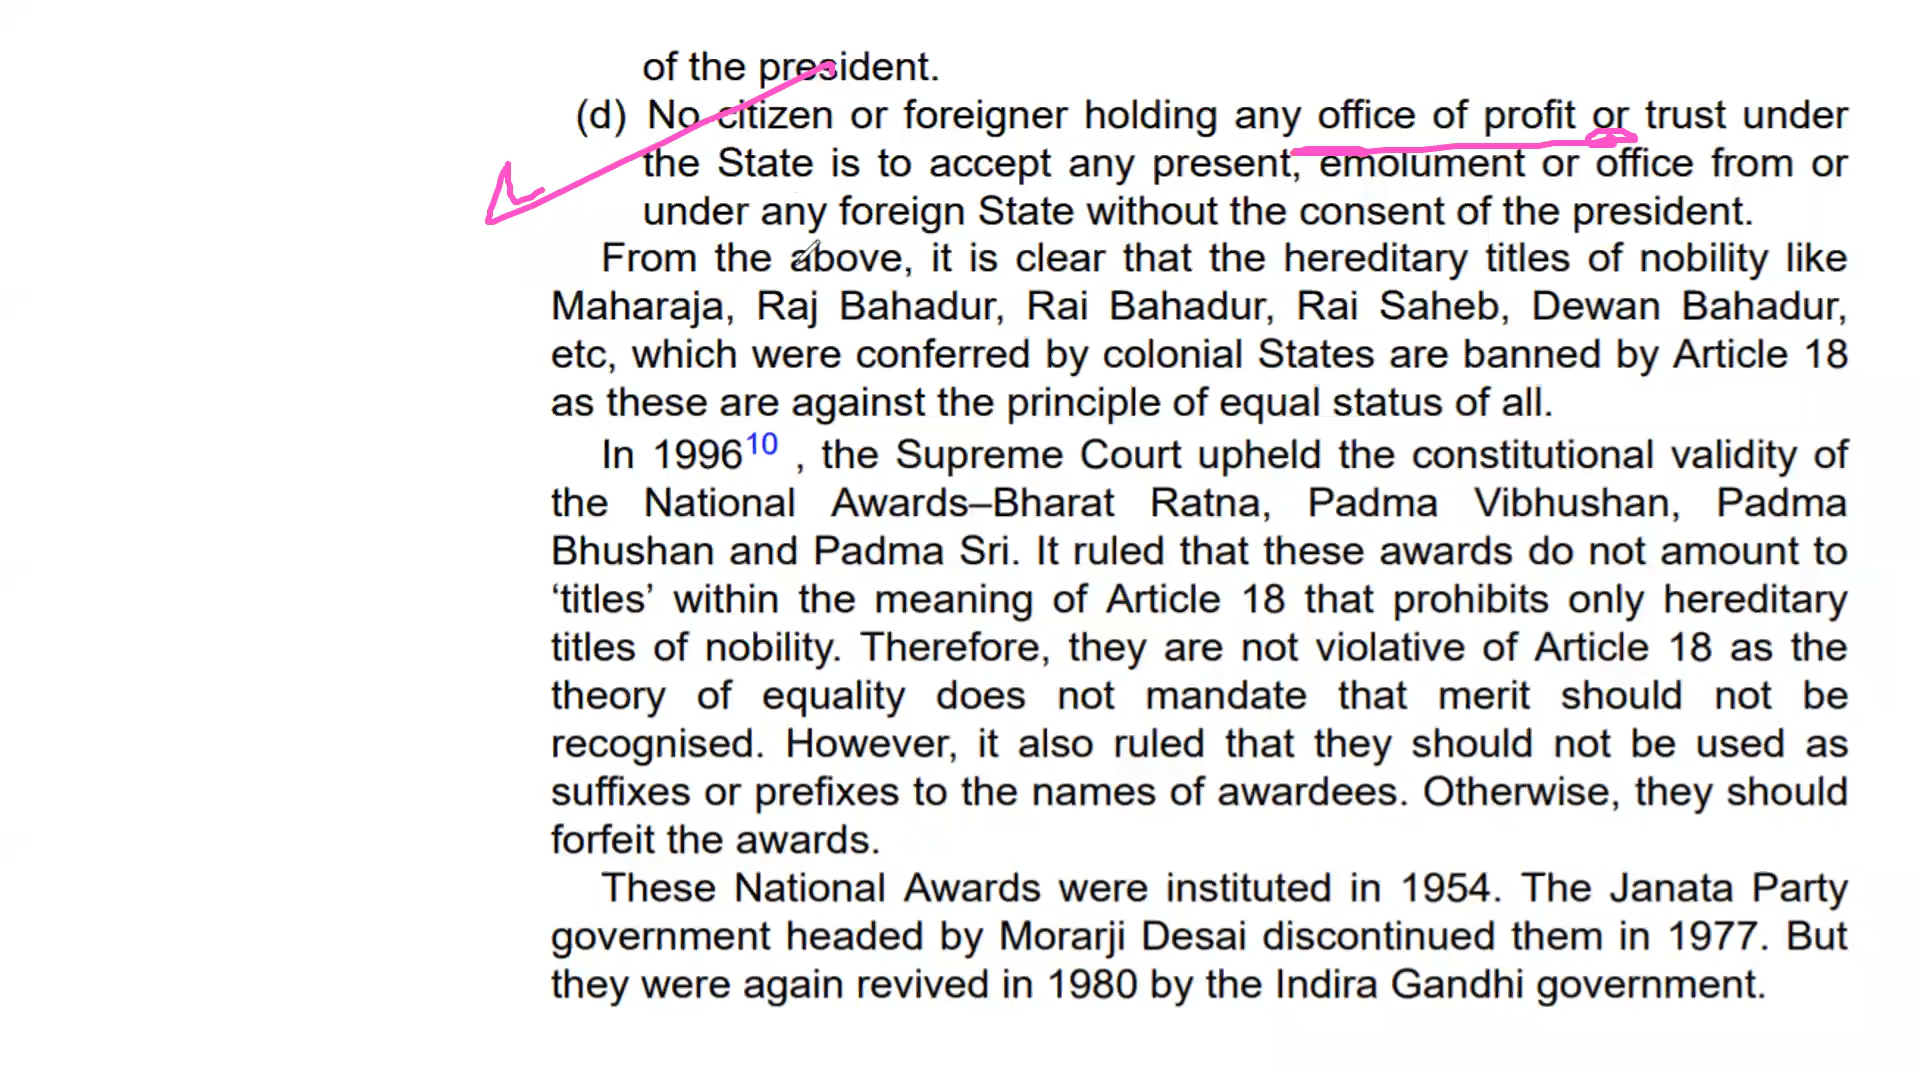 of the president.
(d) No citizen or foreigner holding any office of profit or trust under
the State is to accept any present, emolument or office from or
under any foreign State without the consent of the president.
From the above, it is clear that the hereditary titles of nobility like
Maharaja, Raj Bahadur, Rai Bahadur, Rai Saheb, Dewan Bahadur,
etc, which were conferred by colonial States are banned by Article 18
as these are against the principle of equal status of all.
In 1996¹⁰ , the Supreme Court upheld the constitutional validity of
the National Awards–Bharat Ratna, Padma Vibhushan, Padma
Bhushan and Padma Sri. It ruled that these awards do not amount to
‘titles’ within the meaning of Article 18 that prohibits only hereditary
titles of nobility. Therefore, they are not violative of Article 18 as the
theory of equality does not mandate that merit should not be
recognised. However, it also ruled that they should not be used as
suffixes or prefixes to the names of awardees. Otherwise, they should
forfeit the awards.
These National Awards were instituted in 1954. The Janata Party
government headed by Morarji Desai discontinued them in 1977. But
they were again revived in 1980 by the Indira Gandhi government.